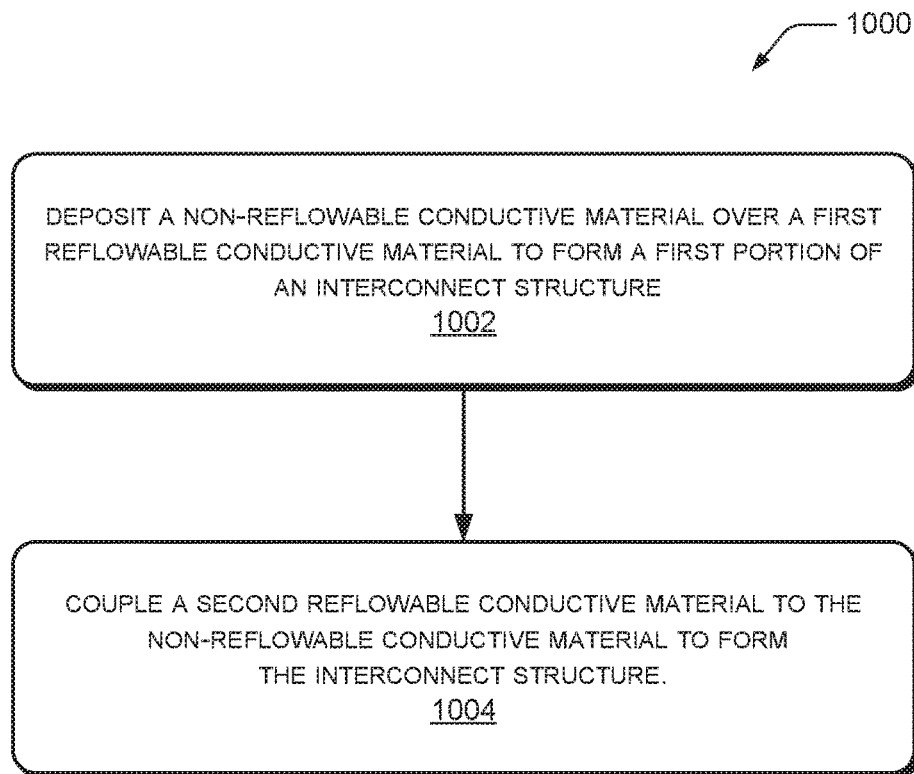 1000
DEPOSIT A NON-REFLOWABLE CONDUCTIVE MATERIAL OVER A FIRST
REFLOWABLE CONDUCTIVE MATERIAL TO FORM A FIRST PORTION OF
AN INTERCONNECT STRUCTURE
1002
COUPLE A SECOND REFLOWABLE CONDUCTIVE MATERIAL TO THE
NON-REFLOWABLE CONDUCTIVE MATERIAL TO FORM
THE INTERCONNECT STRUCTURE.
1004